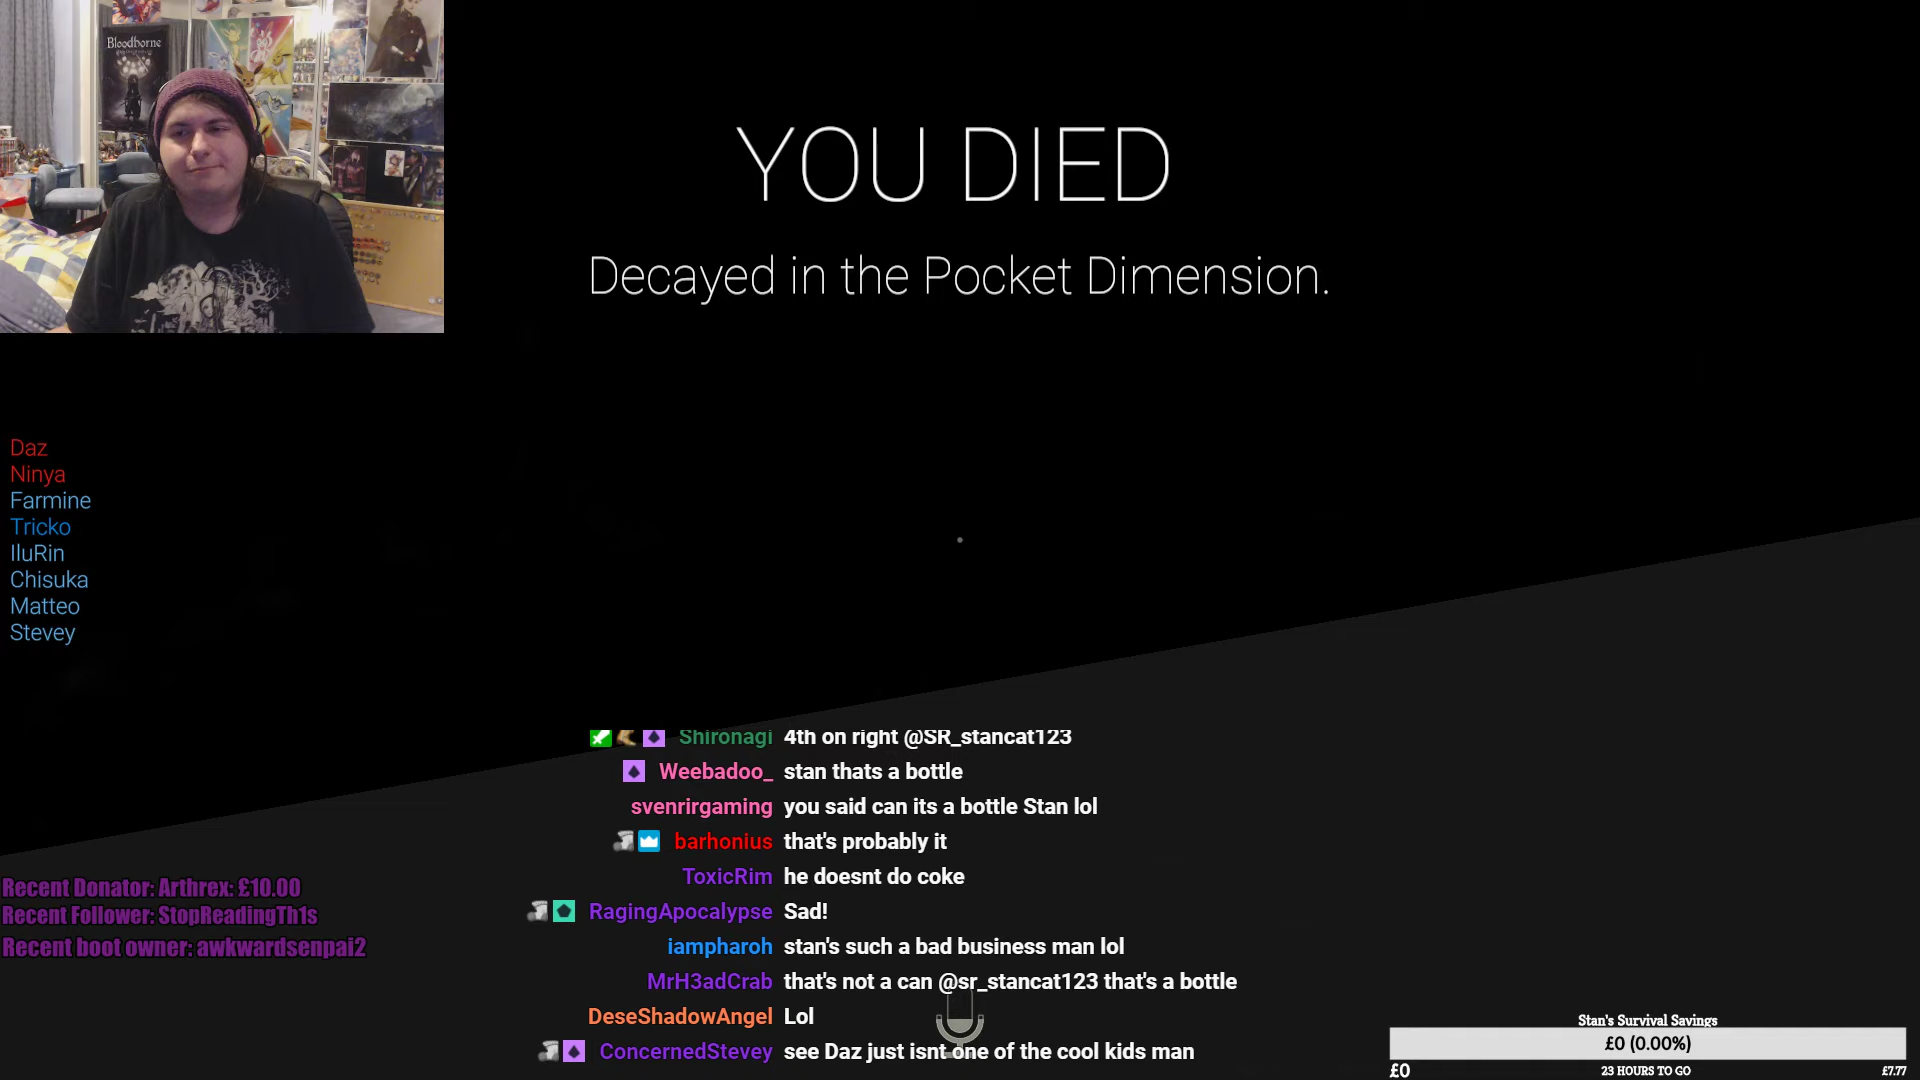 Bloodborne
YOU DIED
Decayed in the Pocket Dimension.
Daz
Ninya
Farmine
Tricko
IluRin
Chisuka
Matteo
Stevey
Shironagi 4th on right @SR_stancat123
Weebadoo_ stan thats a bottle
svenrirgaming you said can its a bottle Stan lol
barhonius that's probably it
ToxicRim he doesnt do coke
RagingApocalypse Sad!
iampharoh stan's such a bad business man lol
MrH3adCrab that's not a can @sr_stancat123 that's a bottle
DeseShadowAngel Lol
ConcernedStevey see Daz just isnt one of the cool kids man
Recent Donator: Arthrex: £10.00
Recent Follower: StopReadingTh1s
Recent boot owner: awkwardsenpai2
Stan's Survival Savings
£0 (0.00%)
£0 23 HOURS TO GO £7.77